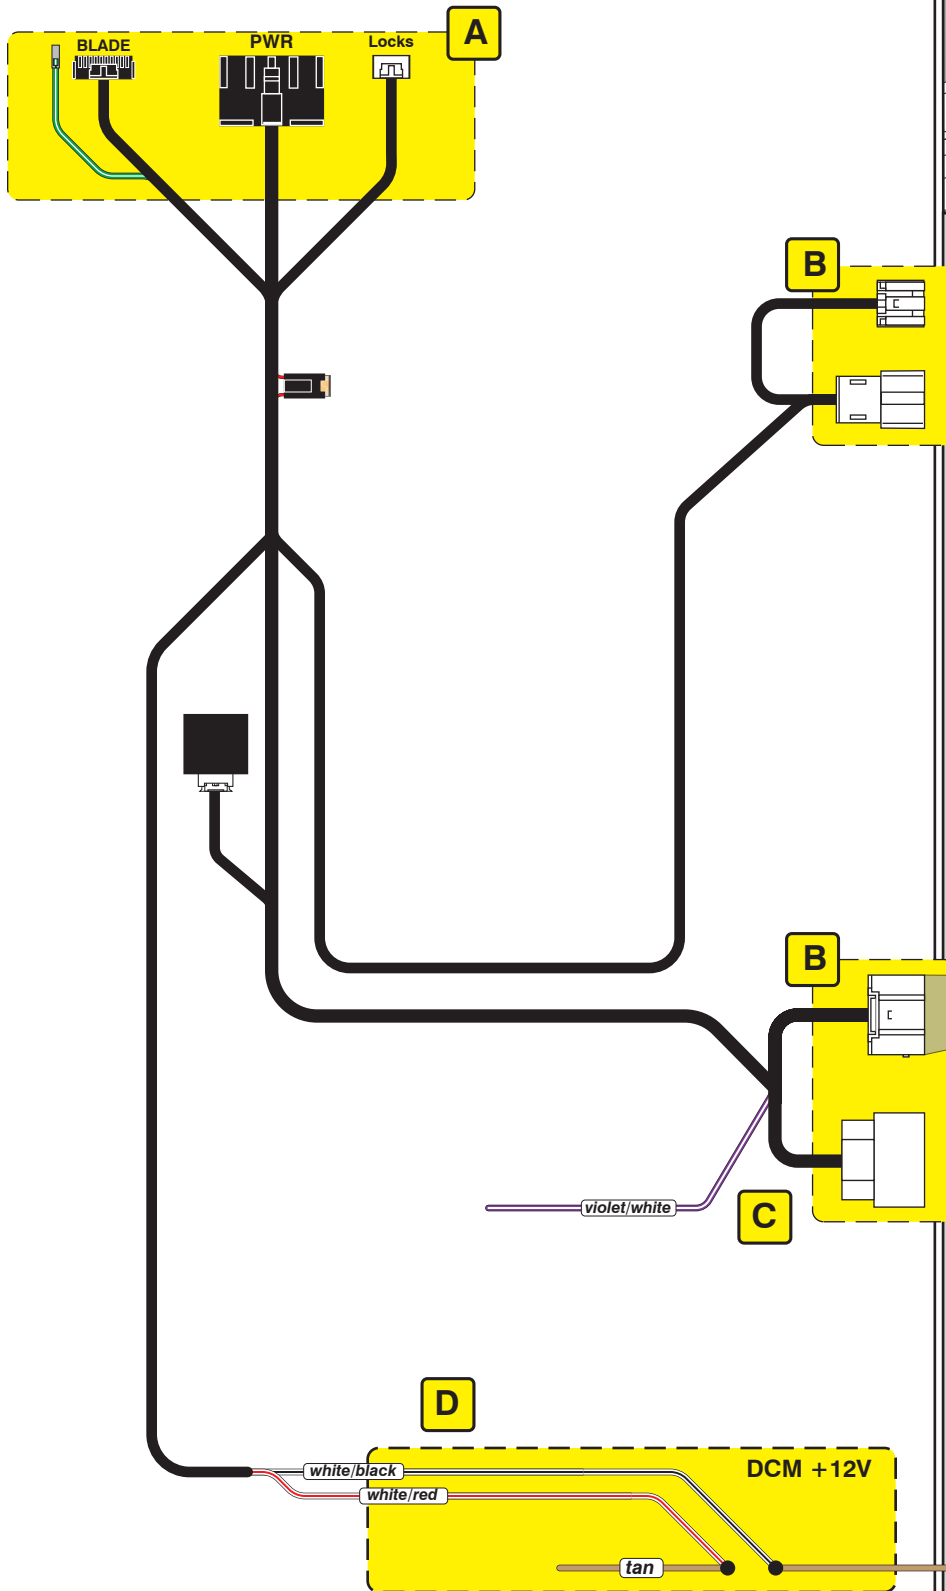 A
BLADE
PWR
Locks
B
B
violet/white
C
D
DCM +12V
white/black
white/red
tan